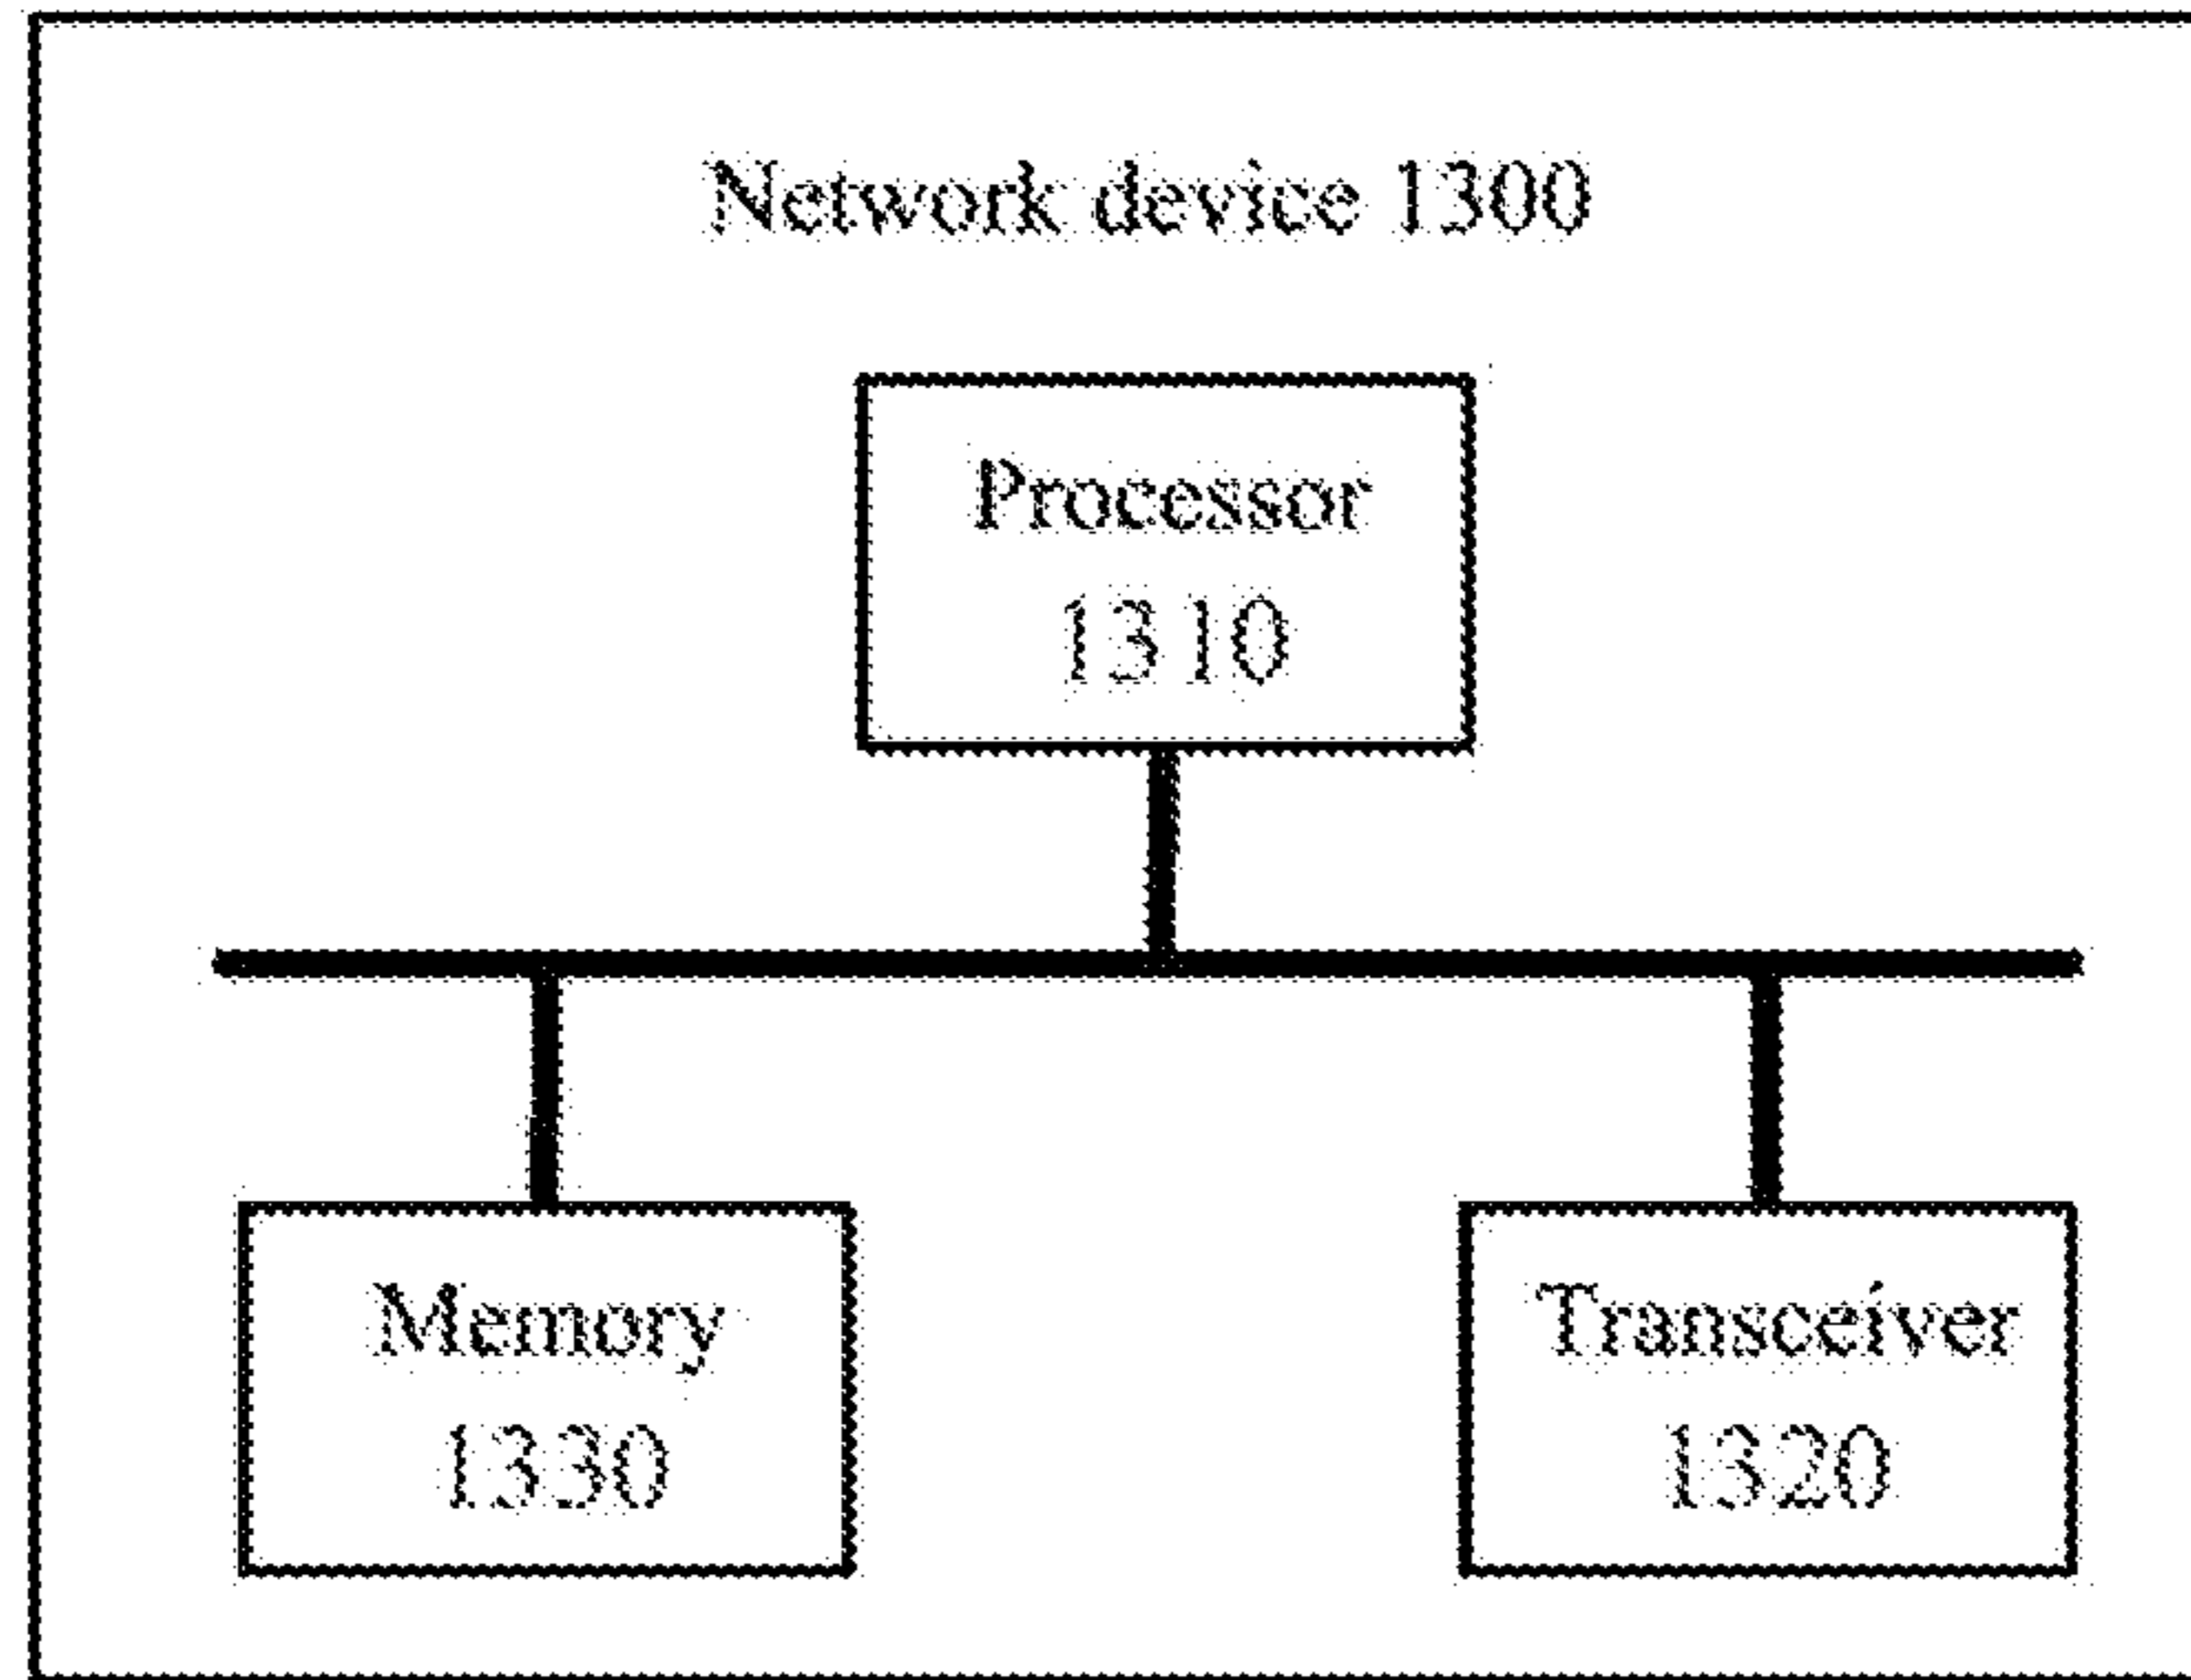 Network device 1300
Processor
1310
Memory
1330
Transceiver
1320